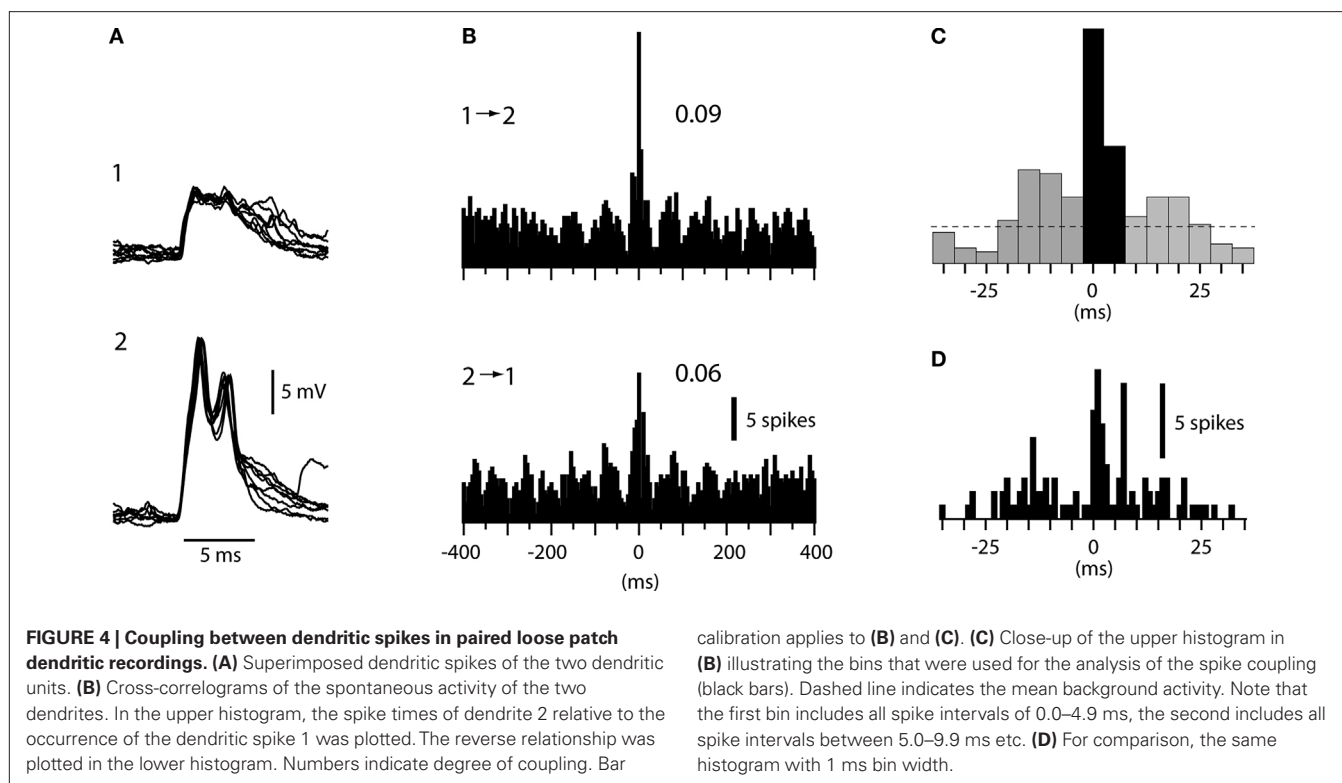 A
1
2
5 mV
5 ms
B
1→2
0.09
2→1
0.06
5 spikes
-400
-200
0
200
400
(ms)
C
-25
0
25
(ms)
D
5 spikes
-25
0
25
(ms)
FIGURE 4 | Coupling between dendritic spikes in paired loose patch
dendritic recordings. (A) Superimposed dendritic spikes of the two dendritic
units. (B) Cross-correlograms of the spontaneous activity of the two
dendrites. In the upper histogram, the spike times of dendrite 2 relative to the
occurrence of the dendritic spike 1 was plotted. The reverse relationship was
plotted in the lower histogram. Numbers indicate degree of coupling. Bar
calibration applies to (B) and (C). (C) Close-up of the upper histogram in
(B) illustrating the bins that were used for the analysis of the spike coupling
(black bars). Dashed line indicates the mean background activity. Note that
the first bin includes all spike intervals of 0.0–4.9 ms, the second includes all
spike intervals between 5.0–9.9 ms etc. (D) For comparison, the same
histogram with 1 ms bin width.